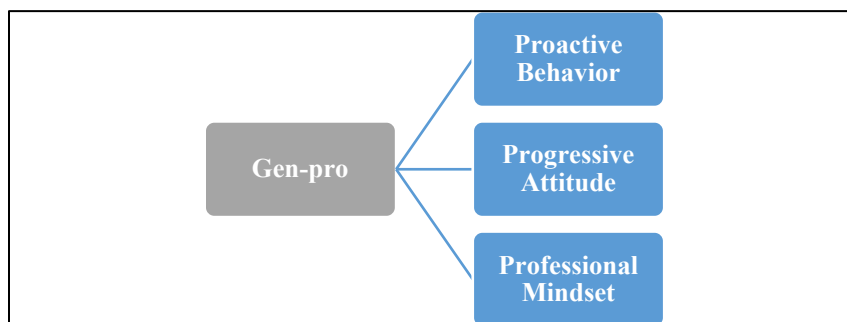 Proactive
Behavior
Gen-pro
Progressive
Attitude
Professional
Mindset